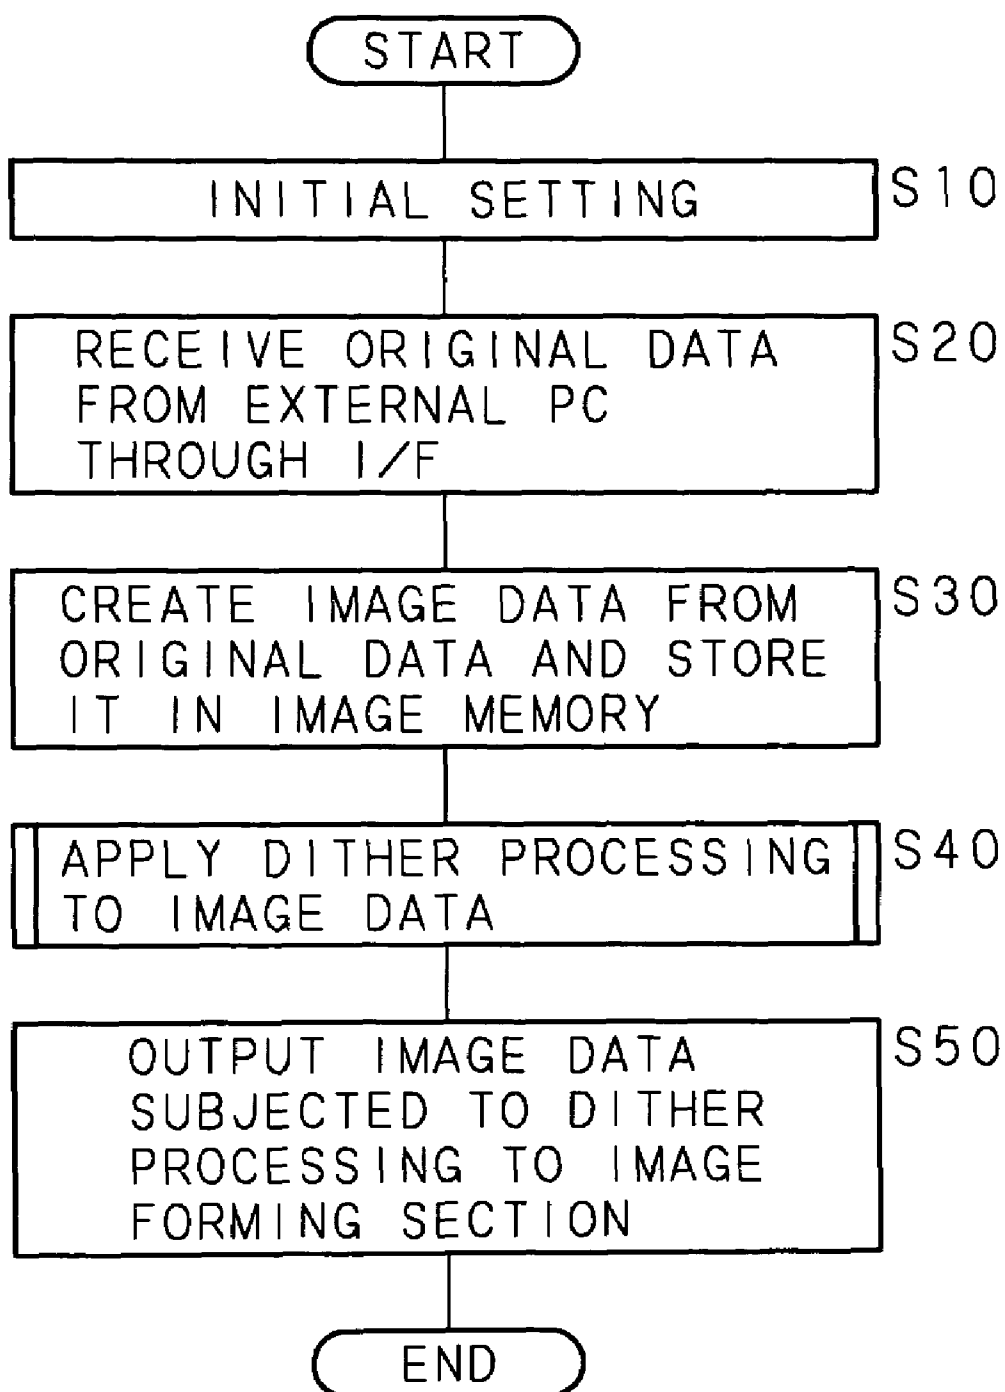 START
INITIAL SETTING
S10
RECEIVE ORIGINAL DATA
FROM EXTERNAL PC
THROUGH I/F
S20
CREATE IMAGE DATA FROM
ORIGINAL DATA AND STORE
IT IN IMAGE MEMORY
S30
APPLY DITHER PROCESSING
TO IMAGE DATA
S40
OUTPUT IMAGE DATA
SUBJECTED TO DITHER
PROCESSING TO IMAGE
FORMING SECTION
S50
END